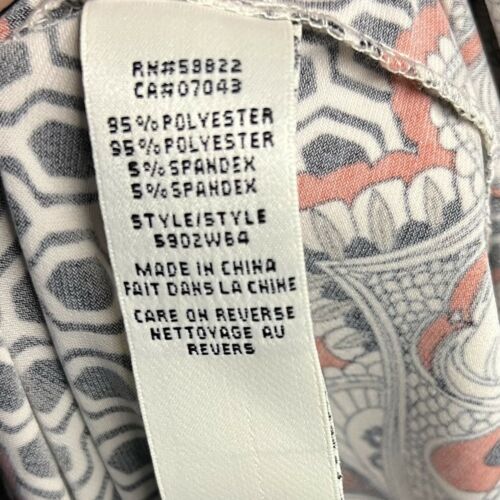 RN#59822
CA#07043
95%POLYESTER
95%POLYESTER
5%SPANDEX
5%SPANDEX
STYLE/STYLE
5902W64
MADE IN CHINA
FAIT DANS LA CHINE
CARE ON REVERSE
NETTOYAGE AU
REVERS